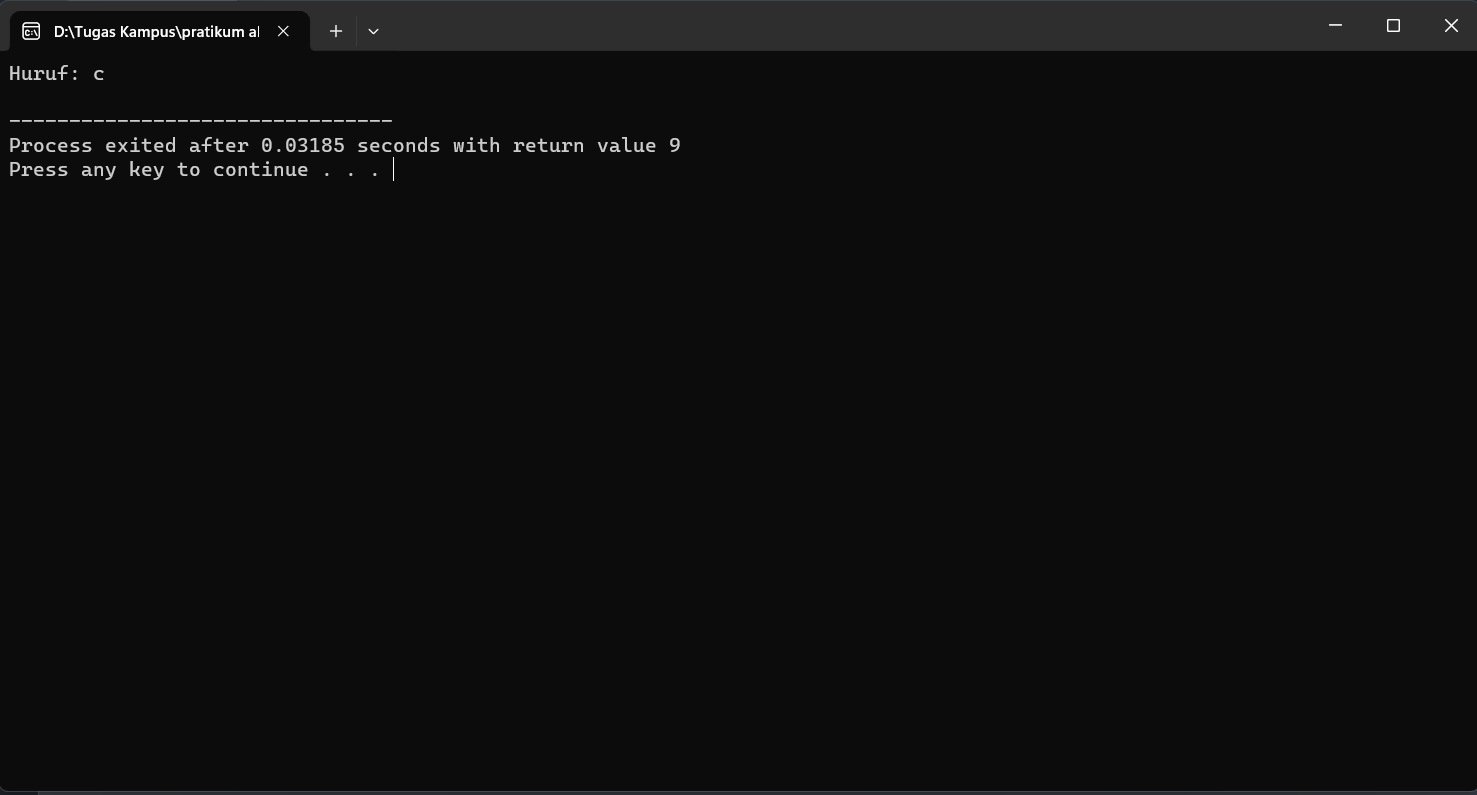 D:\Tugas Kampus\pratikum al
Huruf: c
--------------------------------
Process exited after 0.03185 seconds with return value 9
Press any key to continue . . .